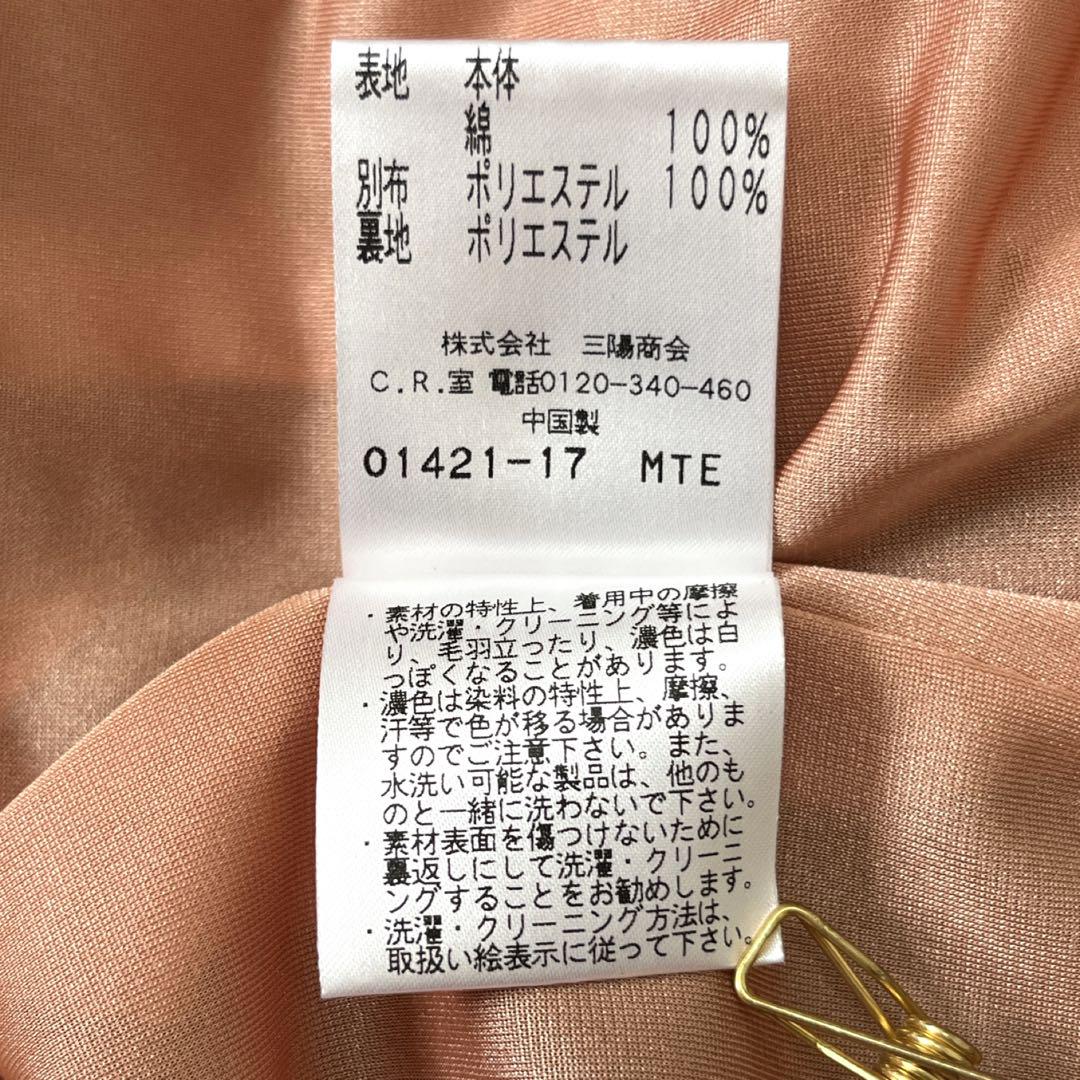 表地 本体
綿 100%
別布 ポリエステル 100%
裏地 ポリエステル
株式会社 三陽商会
C.R.室 電話0120-340-460
中国製
01421-17 MTE
・素材の特性上、着用中の摩擦
や洗濯・クリーニング等によ
り、毛羽立ったり、濃色は白
っぽくなることがあります。
・濃色は染料の特性上、摩擦、
汗等で色が移る場合がありま
すのでご注意下さい。また、
水洗い可能な製品は、他のも
のと一緒に洗わないで下さい。
・素材表面を傷つけないために
裏返しにして洗濯・クリーニ
ングすることをお勧めします。
・洗濯・クリーニング方法は、
取扱い絵表示に従って下さい。